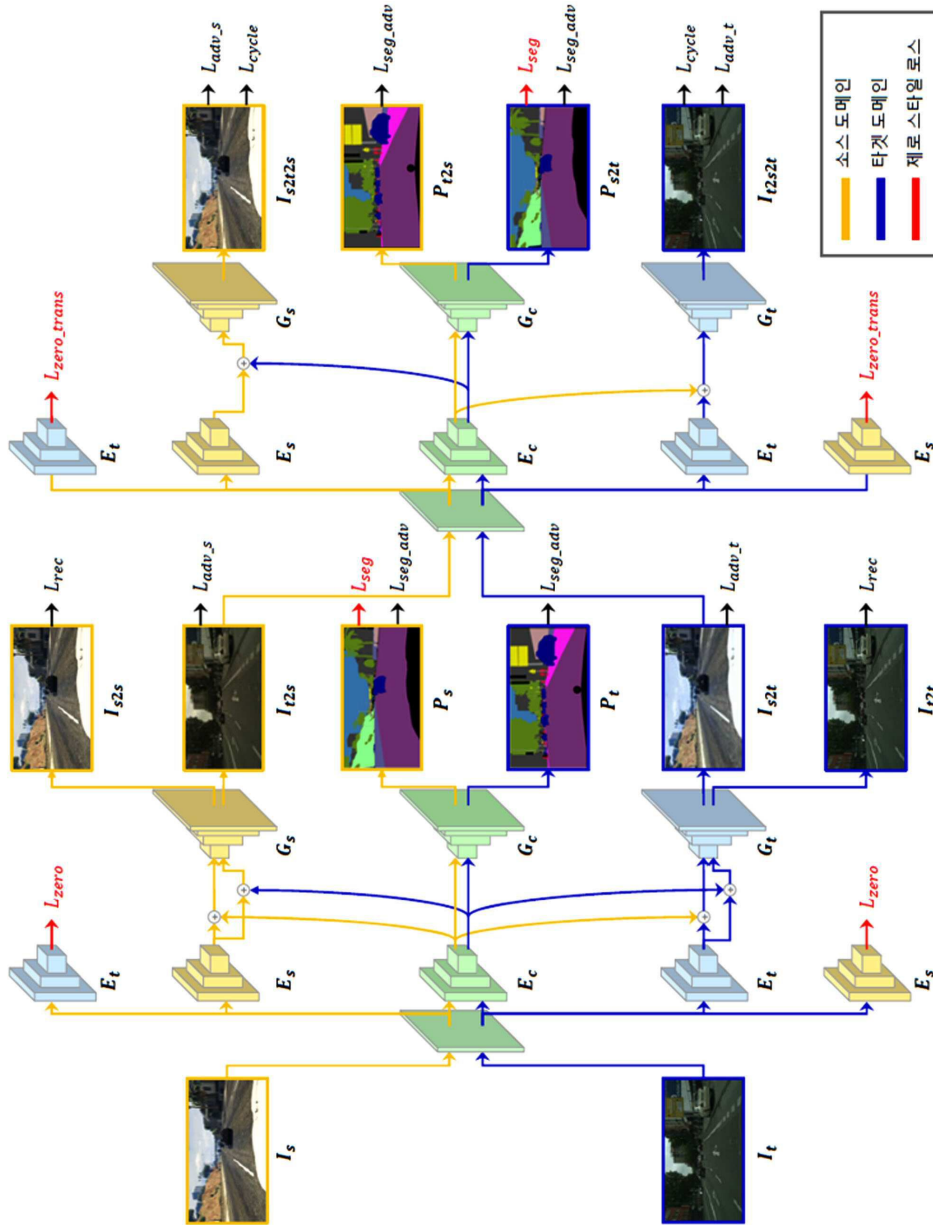 L_zero
L_rec
L_zero_trans
E_t
I_s2s
E_t
L_adv_s
L_adv_s
L_cycle
I_s
E_s
G_s
I_t2s
E_s
G_s
I_s2t2s
L_seg
L_seg_adv
L_seg_adv
P_s
P_t2s
E_c
G_c
E_c
G_c
L_seg_adv
L_seg
L_seg_adv
P_t
P_s2t
L_adv_t
L_cycle
L_adv_t
I_t
E_t
G_t
I_s2t
E_t
G_t
I_t2s2t
L_zero
L_rec
L_zero_trans
E_s
I_t2t
E_s
소스 도메인
타겟 도메인
제로 스타일 로스